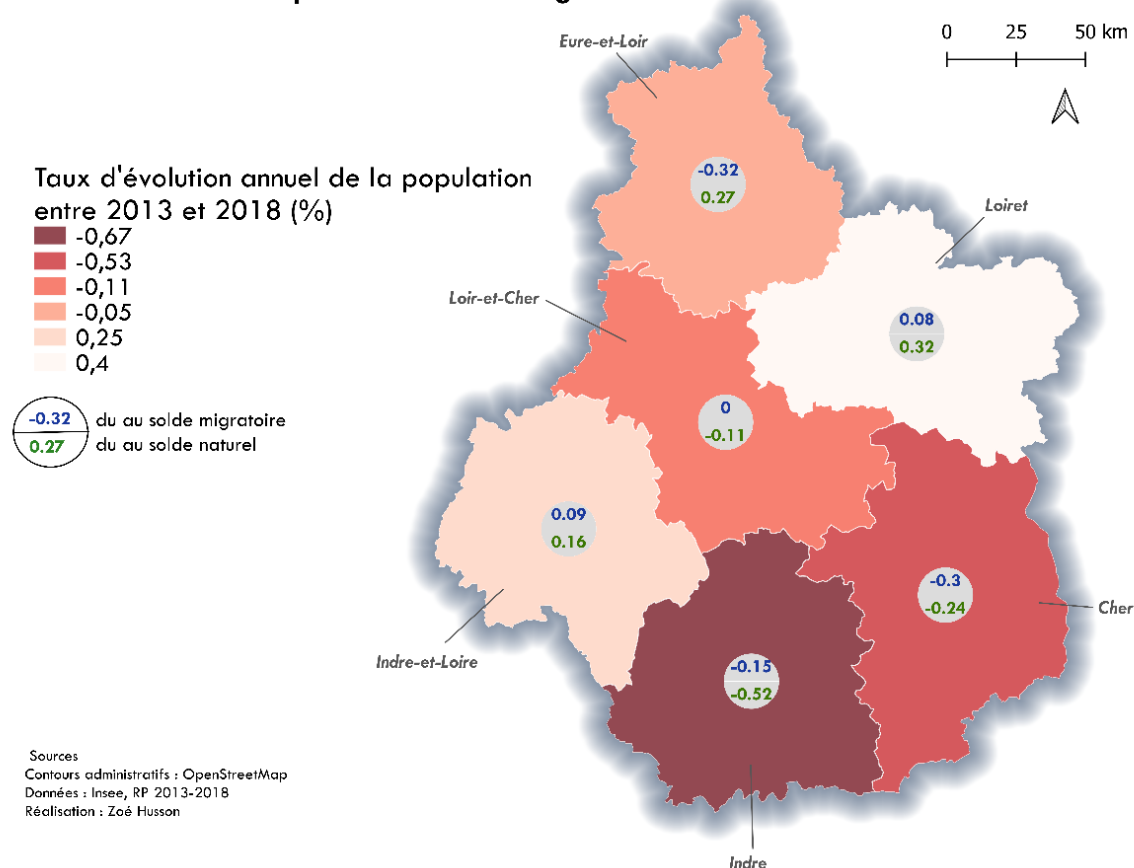 Eure-et-Loir
0 25 50 km
Taux d'évolution annuel de la population
entre 2013 et 2018 (%)
-0,67
-0,53
-0,11
-0,05
0,25
0,4
-0.32 du au solde migratoire
0.27 du au solde naturel
-0.32
0.27
Loiret
Loir-et-Cher
0.08
0.32
0
-0.11
0.09
0.16
-0.3
-0.24
Cher
Indre-et-Loire
-0.15
-0.52
Sources
Contours administratifs : OpenStreetMap
Données : Insee, RP 2013-2018
Réalisation : Zoé Husson
Indre